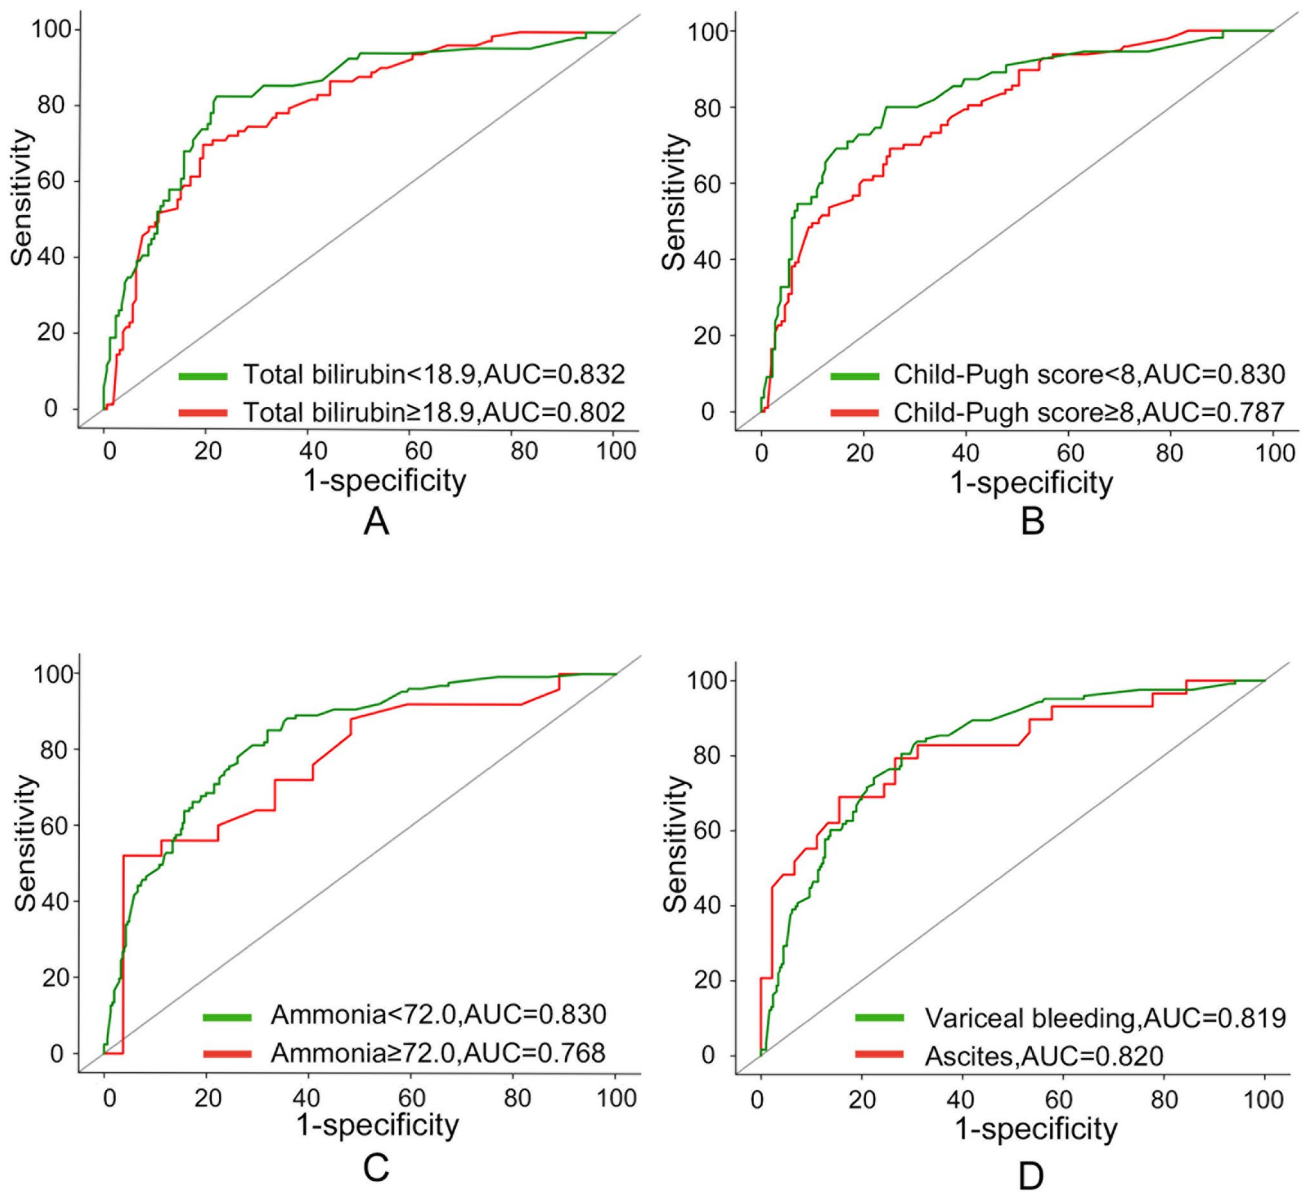 100
80
60
40
20
0
Sensitivity
Total bilirubin<18.9,AUC=0.832
Total bilirubin≥18.9,AUC=0.802
0 20 40 60 80 100
1-specificity
A
100
80
60
40
20
0
Sensitivity
Child-Pugh score<8,AUC=0.830
Child-Pugh score≥8,AUC=0.787
0 20 40 60 80 100
1-specificity
B
100
80
60
40
20
0
Sensitivity
Ammonia<72.0,AUC=0.830
Ammonia≥72.0,AUC=0.768
0 20 40 60 80 100
1-specificity
C
100
80
60
40
20
0
Sensitivity
Variceal bleeding,AUC=0.819
Ascites,AUC=0.820
0 20 40 60 80 100
1-specificity
D